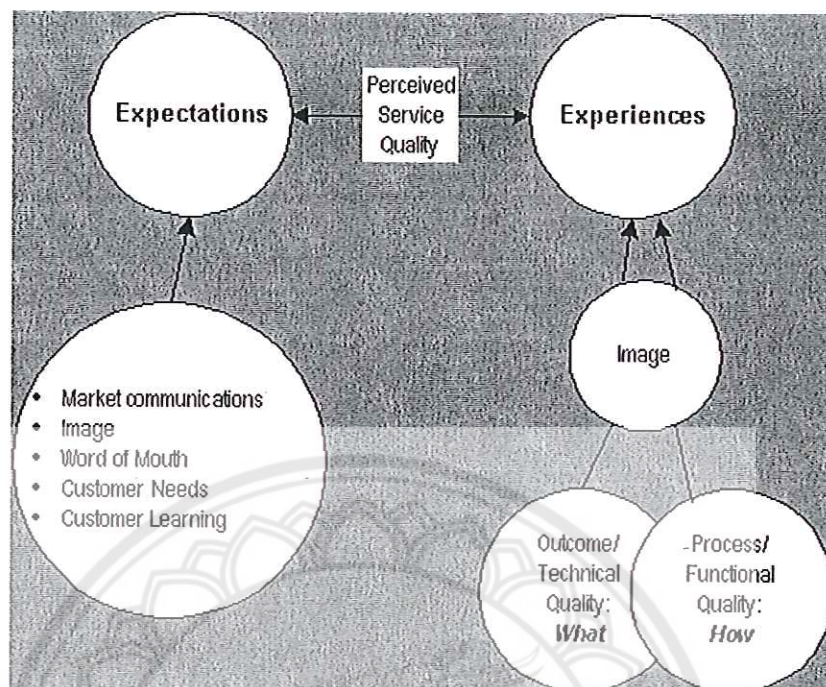 Expectations
Perceived
Service
Quality
Experiences
Image
• Market communications
• Image
• Word of Mouth
• Customer Needs
• Customer Learning
Outcome/
Technical
Quality:
What
Process/
Functional
Quality:
How